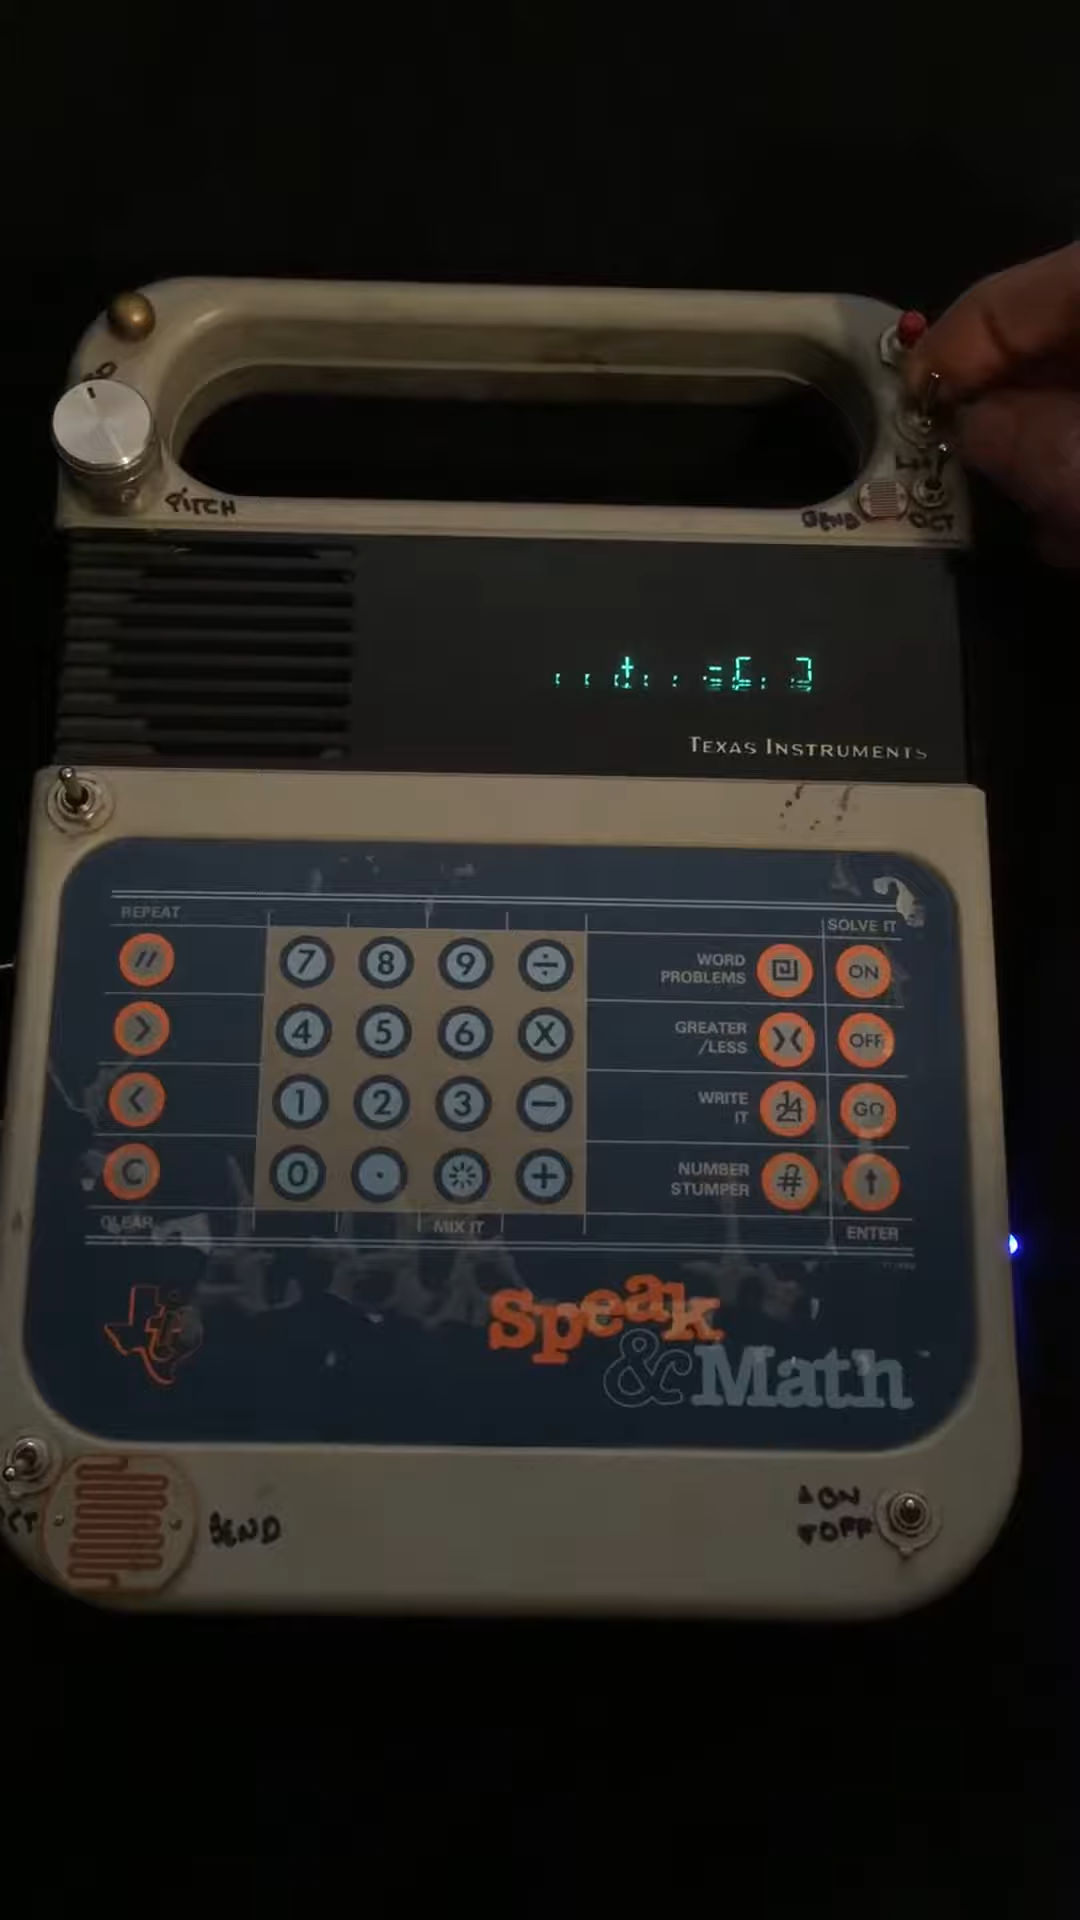 PITCH
BEND
OCT
TEXAS INSTRUMENTS
REPEAT
SOLVE IT
7 8 9 ÷
WORD
PROBLEMS
ON
4 5 6 X
GREATER
/LESS
OFF
1 2 3 −
WRITE
IT
GO
C
0 . +
NUMBER
STUMPER
#
CLEAR
MIX IT
ENTER
Speak
&Math
BEND
ON
OFF